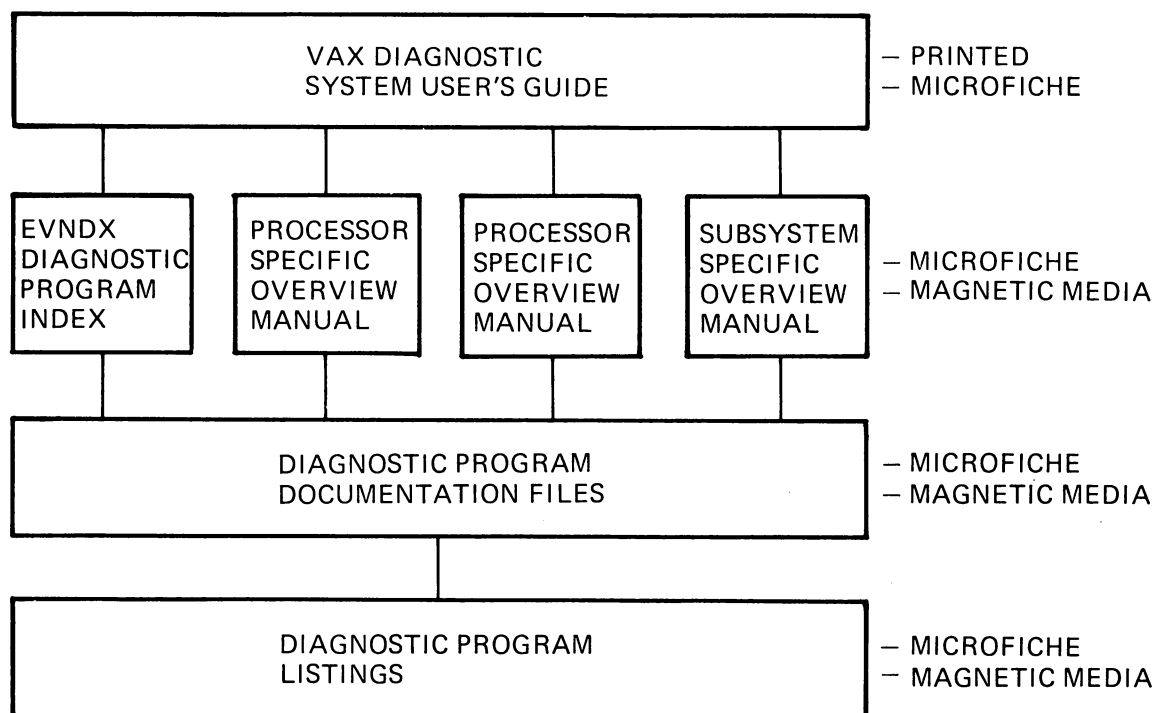 VAX DIAGNOSTIC
SYSTEM USER'S GUIDE
– PRINTED
– MICROFICHE
EVNDX
DIAGNOSTIC
PROGRAM
INDEX
PROCESSOR
SPECIFIC
OVERVIEW
MANUAL
PROCESSOR
SPECIFIC
OVERVIEW
MANUAL
SUBSYSTEM
SPECIFIC
OVERVIEW
MANUAL
– MICROFICHE
– MAGNETIC MEDIA
DIAGNOSTIC PROGRAM
DOCUMENTATION FILES
– MICROFICHE
– MAGNETIC MEDIA
DIAGNOSTIC PROGRAM
LISTINGS
– MICROFICHE
– MAGNETIC MEDIA